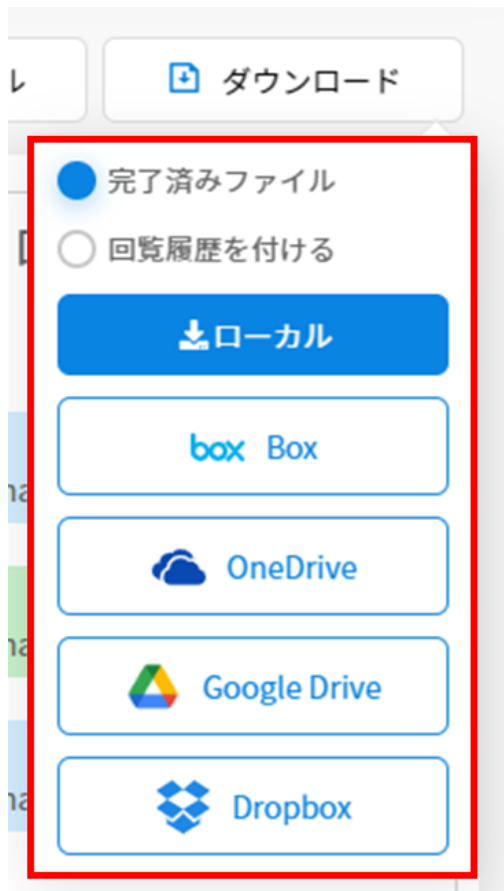 ル
ダウンロード
完了済みファイル
回覧履歴を付ける
ローカル
box Box
OneDrive
Google Drive
Dropbox